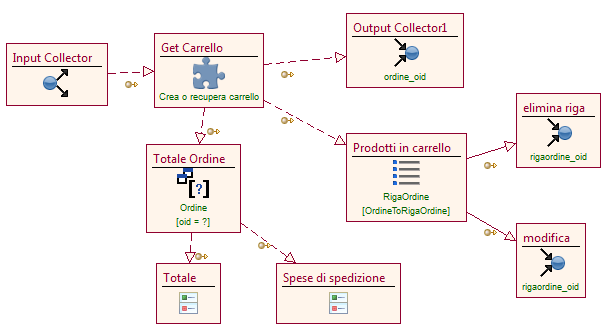 Input Collector
Get Carrello
Crea o recupera carrello
Output Collector1
ordine_oid
Totale Ordine
[?]
Ordine
[oid = ?]
Prodotti in carrello
RigaOrdine
[OrdineToRigaOrdine]
elimina riga
rigaordine_oid
modifica
rigaordine_oid
Totale
Spese di spedizione